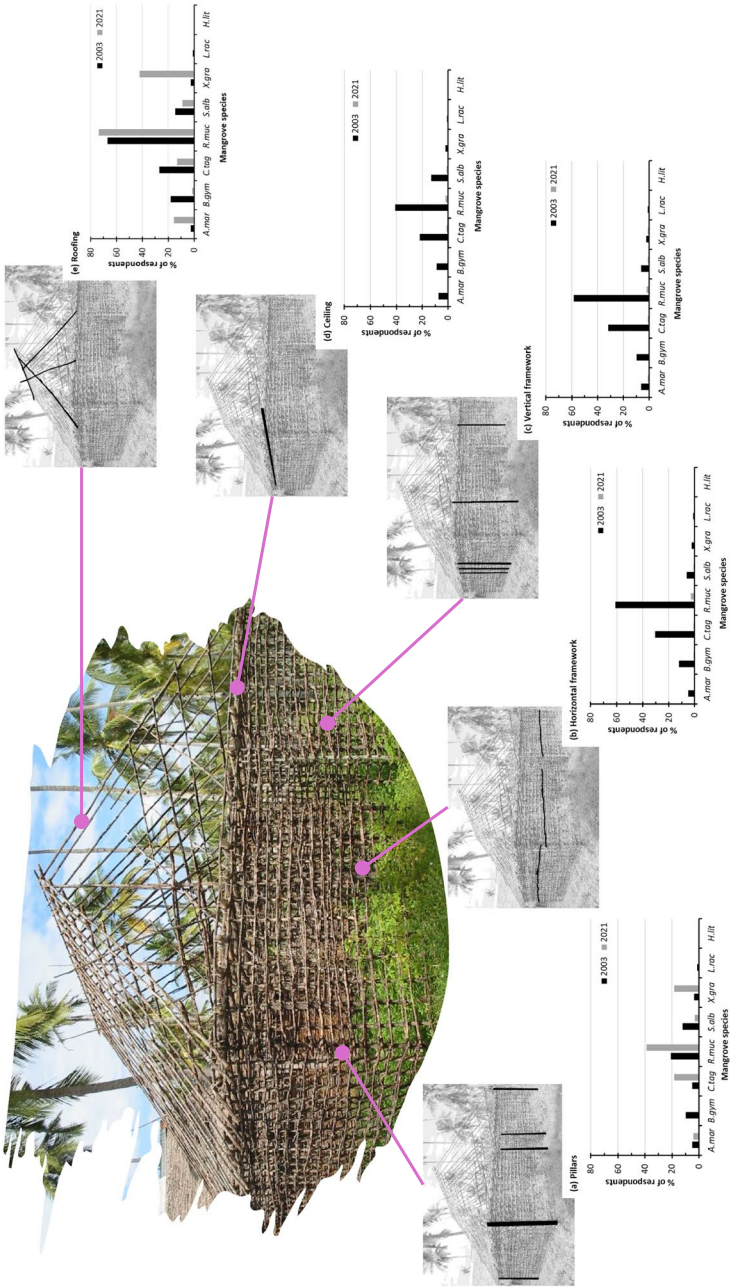 (a) Pillars
■ 2003 ■ 2021
% of respondents
80
60
40
20
0
A.mar B.gym C.tag R.muc S.alb X.gra L.rac H.lit
Mangrove species
(b) Horizontal framework
■ 2003 ■ 2021
% of respondents
80
60
40
20
0
A.mar B.gym C.tag R.muc S.alb X.gra L.rac H.lit
Mangrove species
(c) Vertical framework
■ 2003 ■ 2021
% of respondents
80
60
40
20
0
A.mar B.gym C.tag R.muc S.alb X.gra L.rac H.lit
Mangrove species
(d) Ceiling
■ 2003 ■ 2021
% of respondents
80
60
40
20
0
A.mar B.gym C.tag R.muc S.alb X.gra L.rac H.lit
Mangrove species
(e) Roofing
■ 2003 ■ 2021
% of respondents
80
60
40
20
0
A.mar B.gym C.tag R.muc S.alb X.gra L.rac H.lit
Mangrove species